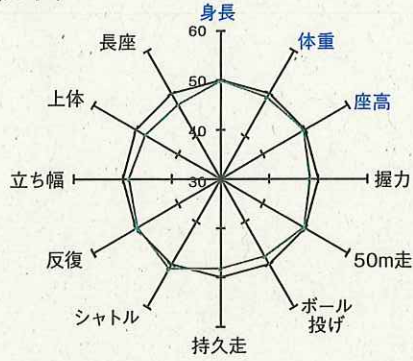 身長
60
体重
長座
50
座高
上体
40
立ち幅
30
握力
反復
50m走
シャトル
ボール
投げ
持久走